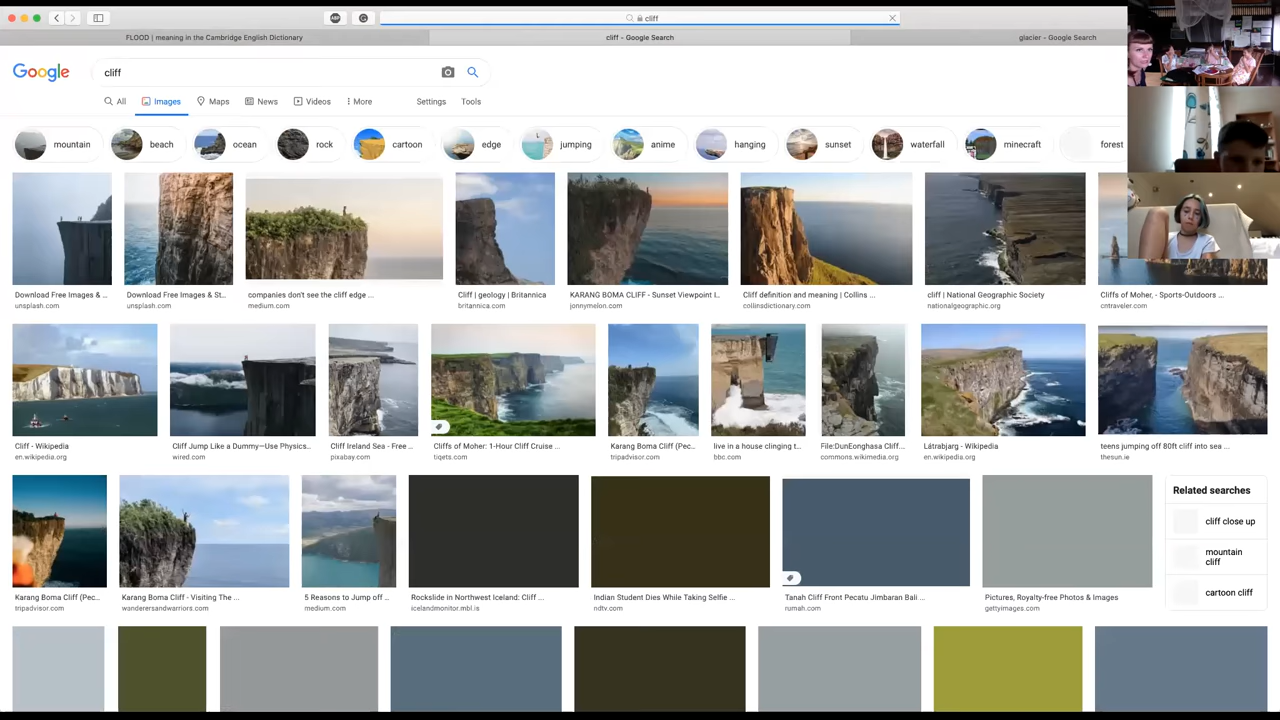 cliff
FLOOD | meaning in the Cambridge English Dictionary
cliff - Google Search
glacier - Google Search
Google
cliff
All
Images
Maps
News
Videos
More
Settings
Tools
mountain
beach
ocean
rock
cartoon
edge
jumping
anime
hanging
sunset
waterfall
minecraft
forest
Download Free Images & ...
unsplash.com
Download Free Images & St...
unsplash.com
companies don't see the cliff edge ...
medium.com
Cliff | geology | Britannica
britannica.com
KARANG BOMA CLIFF - Sunset Viewpoint i...
jonnymelon.com
Cliff definition and meaning | Collins ...
collinsdictionary.com
cliff | National Geographic Society
nationalgeographic.org
Cliffs of Moher, - Sports-Outdoors ...
cntraveler.com
Cliff - Wikipedia
en.wikipedia.org
Cliff Jump Like a Dummy—Use Physics...
wired.com
Cliff Ireland Sea - Free ...
pixabay.com
Cliffs of Moher: 1-Hour Cliff Cruise ...
tiqets.com
Karang Boma Cliff (Pec...
tripadvisor.com
live in a house clinging t...
bbc.com
File:DunEonghasa Cliff...
commons.wikimedia.org
Látrabjarg - Wikipedia
en.wikipedia.org
teens jumping off 80ft cliff into sea ...
thesun.ie
Karang Boma Cliff (Pec...
tripadvisor.com
Karang Boma Cliff - Visiting The ...
wanderersandwarriors.com
5 Reasons to Jump off ...
medium.com
Rockslide in Northwest Iceland: Cliff ...
icelandmonitor.mbl.is
Indian Student Dies While Taking Selfie ...
ndtv.com
Tanah Cliff Front Pecatu Jimbaran Bali ...
rumah.com
Pictures, Royalty-free Photos & Images
gettyimages.com
Related searches
cliff close up
mountain
cliff
cartoon cliff